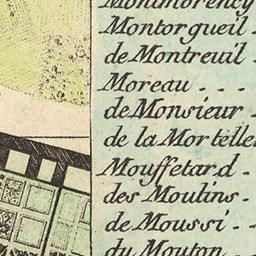 Montmorency
Montorgueil -
de Montreuil
Moreau . . .
de Monsieur -
de la Mortelle
Mouffetard -
des Moulins -
de Moussi - -
du Mouton . . .